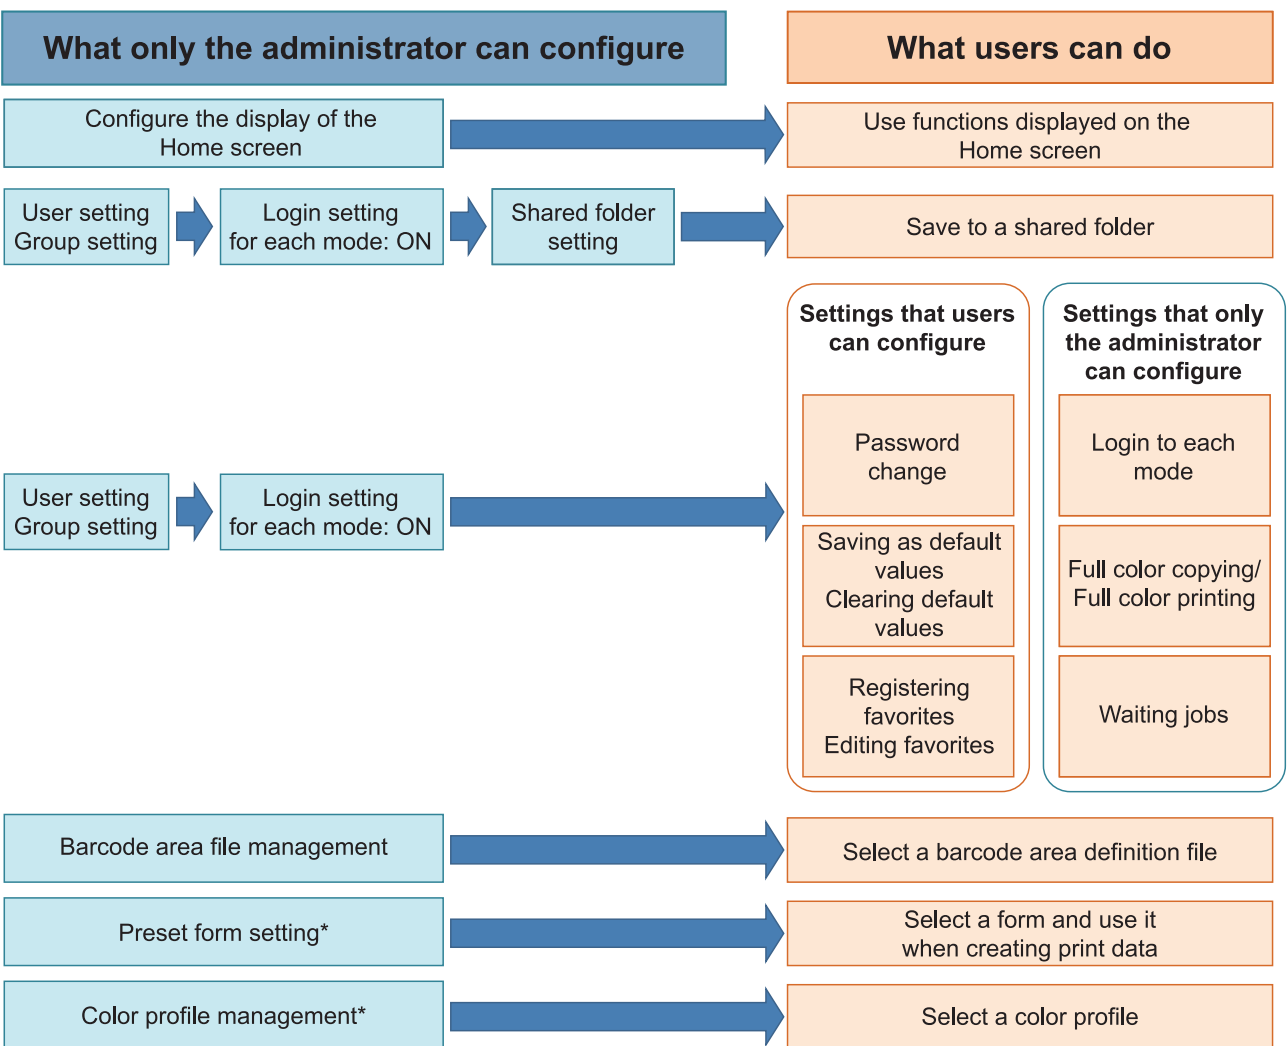 What only the administrator can configure
What users can do
Configure the display of the
Home screen
Use functions displayed on the
Home screen
User setting
Group setting
Login setting
for each mode: ON
Shared folder
setting
Save to a shared folder
User setting
Group setting
Login setting
for each mode: ON
Settings that users
can configure
Password
change
Saving as default
values
Clearing default
values
Registering
favorites
Editing favorites
Settings that only
the administrator
can configure
Login to each
mode
Full color copying/
Full color printing
Waiting jobs
Barcode area file management
Select a barcode area definition file
Preset form setting*
Select a form and use it
when creating print data
Color profile management*
Select a color profile